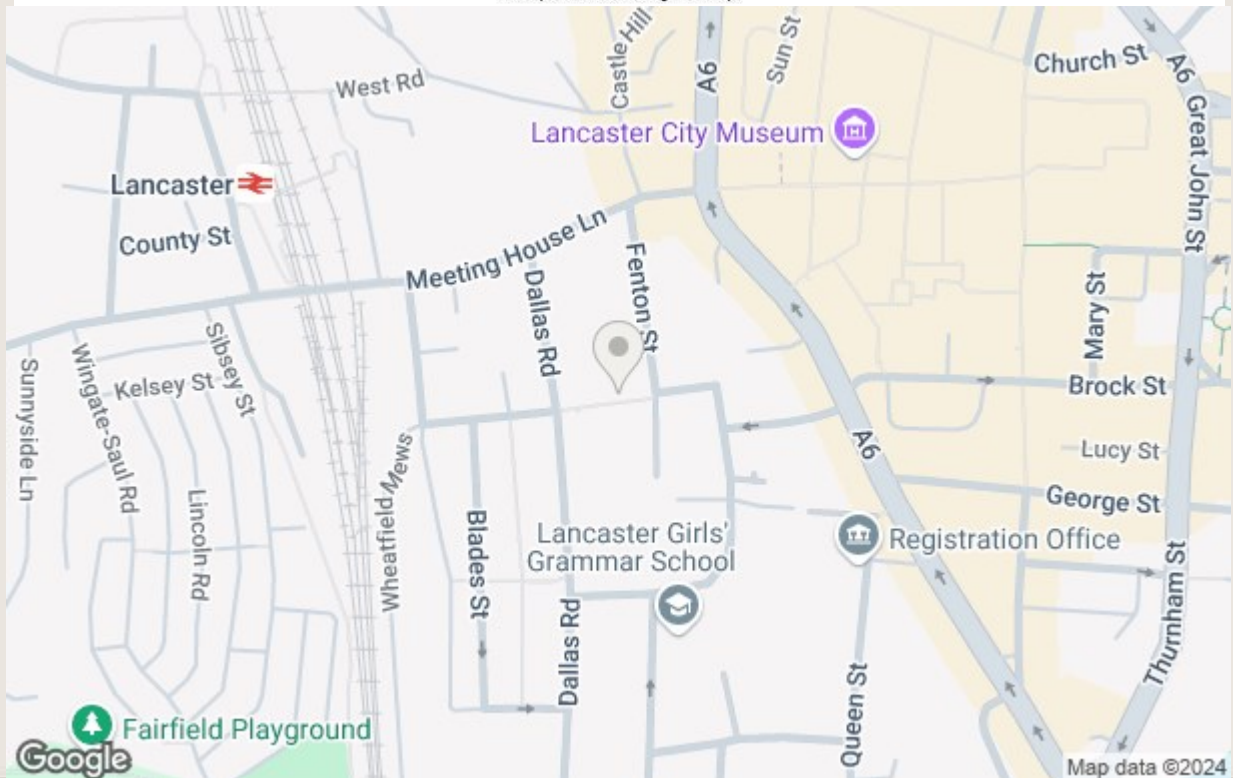 Church St
A6
Great John St
Sun St
Castle Hill
A6
West Rd
Lancaster City Museum
Lancaster
County St
Meeting House Ln
Fenton St
Dallas Rd
Mary St
Sibsey St
Wingate-Saul Rd
Kelsey St
Sunnyside Ln
Brock St
A6
Lucy St
George St
Lincoln Rd
Wheatfield Mews
Blades St
Lancaster Girls'
Grammar School
Registration Office
Dallas Rd
Thurnham St
Queen St
Fairfield Playground
Google
Map data ©2024